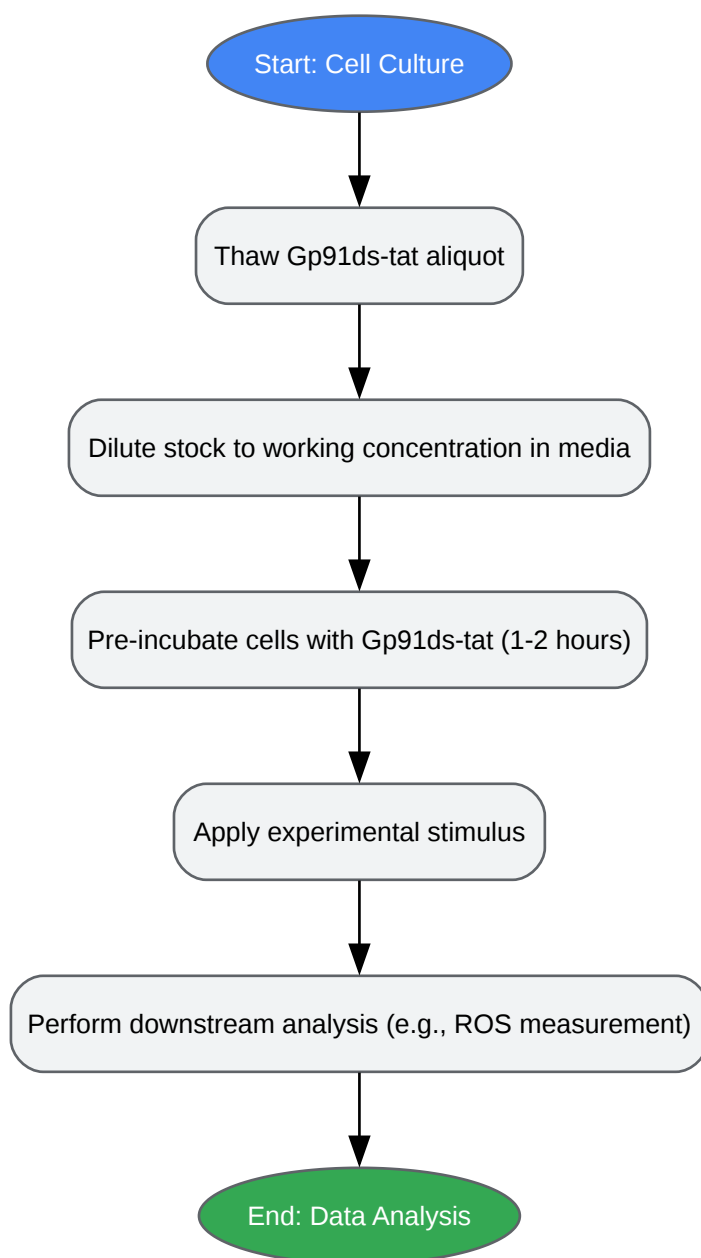 Start: Cell Culture
Thaw Gp91ds-tat aliquot
Dilute stock to working concentration in media
Pre-incubate cells with Gp91ds-tat (1-2 hours)
Apply experimental stimulus
Perform downstream analysis (e.g., ROS measurement)
End: Data Analysis